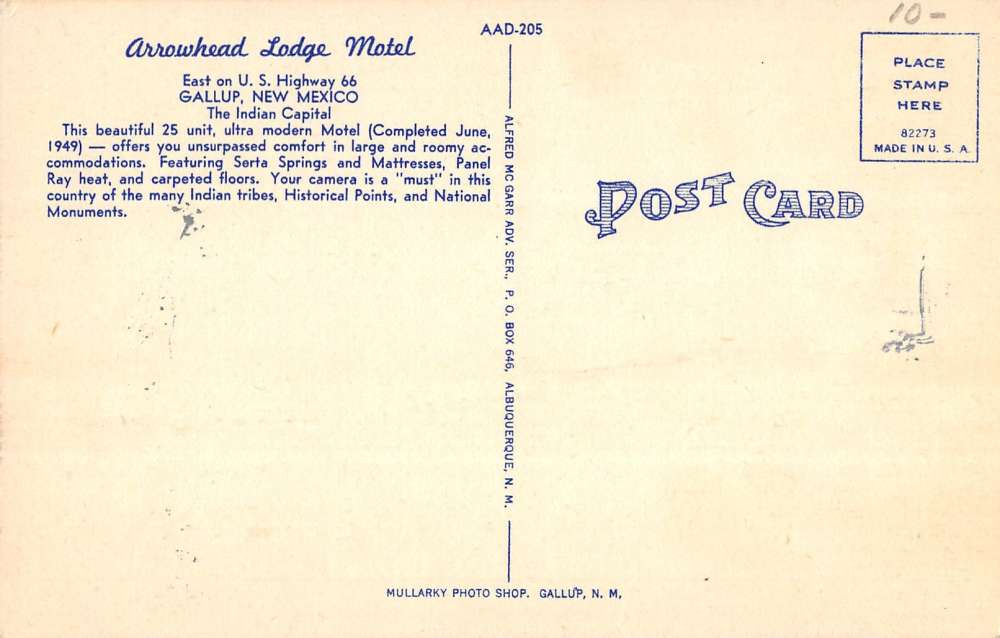 10-
AAD-205
Arrowhead Lodge Motel
East on U. S. Highway 66
GALLUP, NEW MEXICO
The Indian Capital
This beautiful 25 unit, ultra modern Motel (Completed June,
1949) — offers you unsurpassed comfort in large and roomy ac-
commodations. Featuring Serta Springs and Mattresses, Panel
Ray heat, and carpeted floors. Your camera is a "must" in this
country of the many Indian tribes, Historical Points, and National
Monuments.
ALFRED MC GARR ADV. SER., P. O. BOX 646, ALBUQUERQUE, N. M.
PLACE
STAMP
HERE
82273
MADE IN U. S. A.
POST CARD
MULLARKY PHOTO SHOP. GALLUP, N. M.